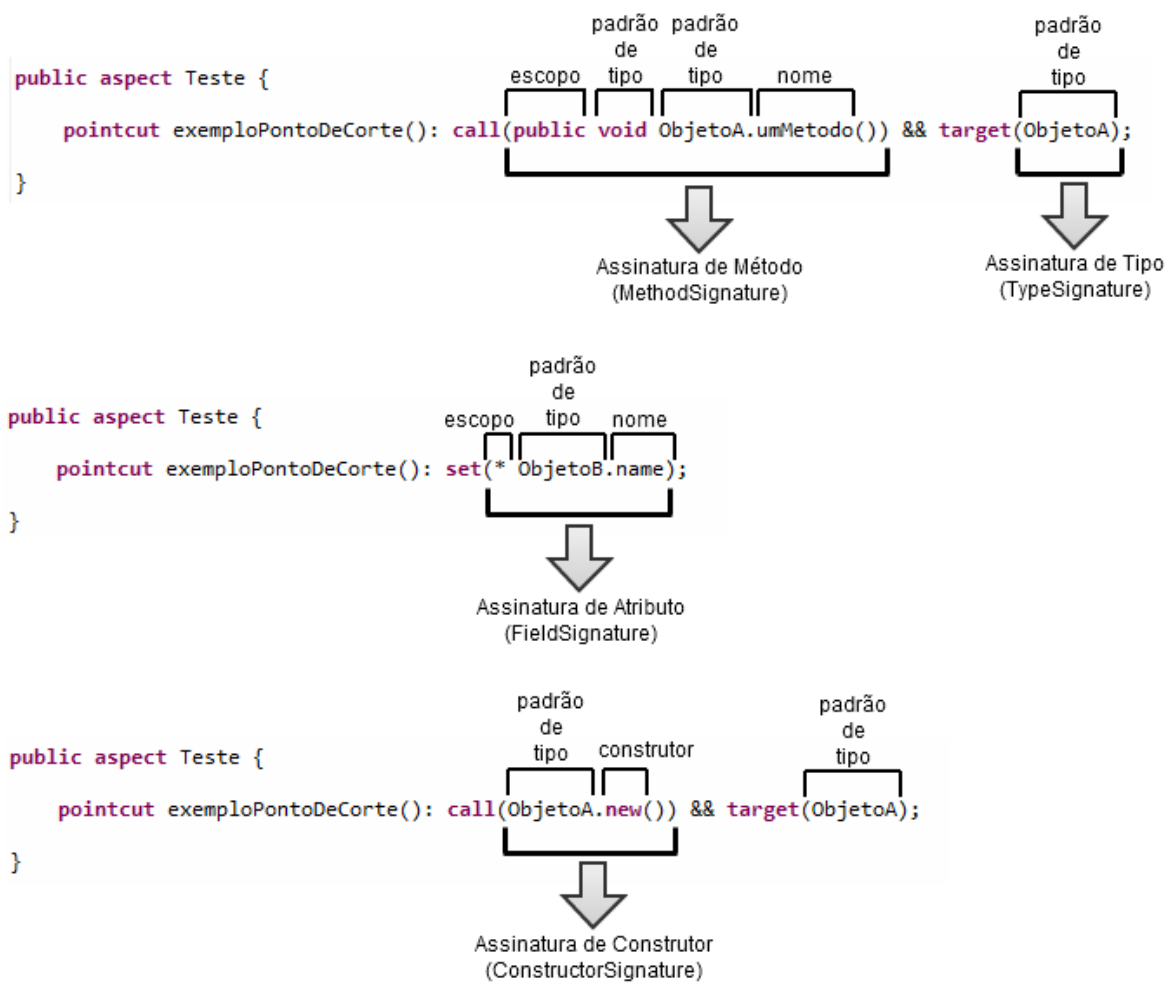 padrão padrão
de de
escopo tipo tipo nome
padrão
de
tipo
public aspect Teste {
pointcut exemploPontoDeCorte(): call(public void ObjetoA.umMetodo()) && target(ObjetoA);
}
Assinatura de Método
(MethodSignature)
Assinatura de Tipo
(TypeSignature)
padrão
de
escopo tipo nome
public aspect Teste {
pointcut exemploPontoDeCorte(): set(* ObjetoB.name);
}
Assinatura de Atributo
(FieldSignature)
padrão
de
tipo construtor
padrão
de
tipo
public aspect Teste {
pointcut exemploPontoDeCorte(): call(ObjetoA.new()) && target(ObjetoA);
}
Assinatura de Construtor
(ConstructorSignature)